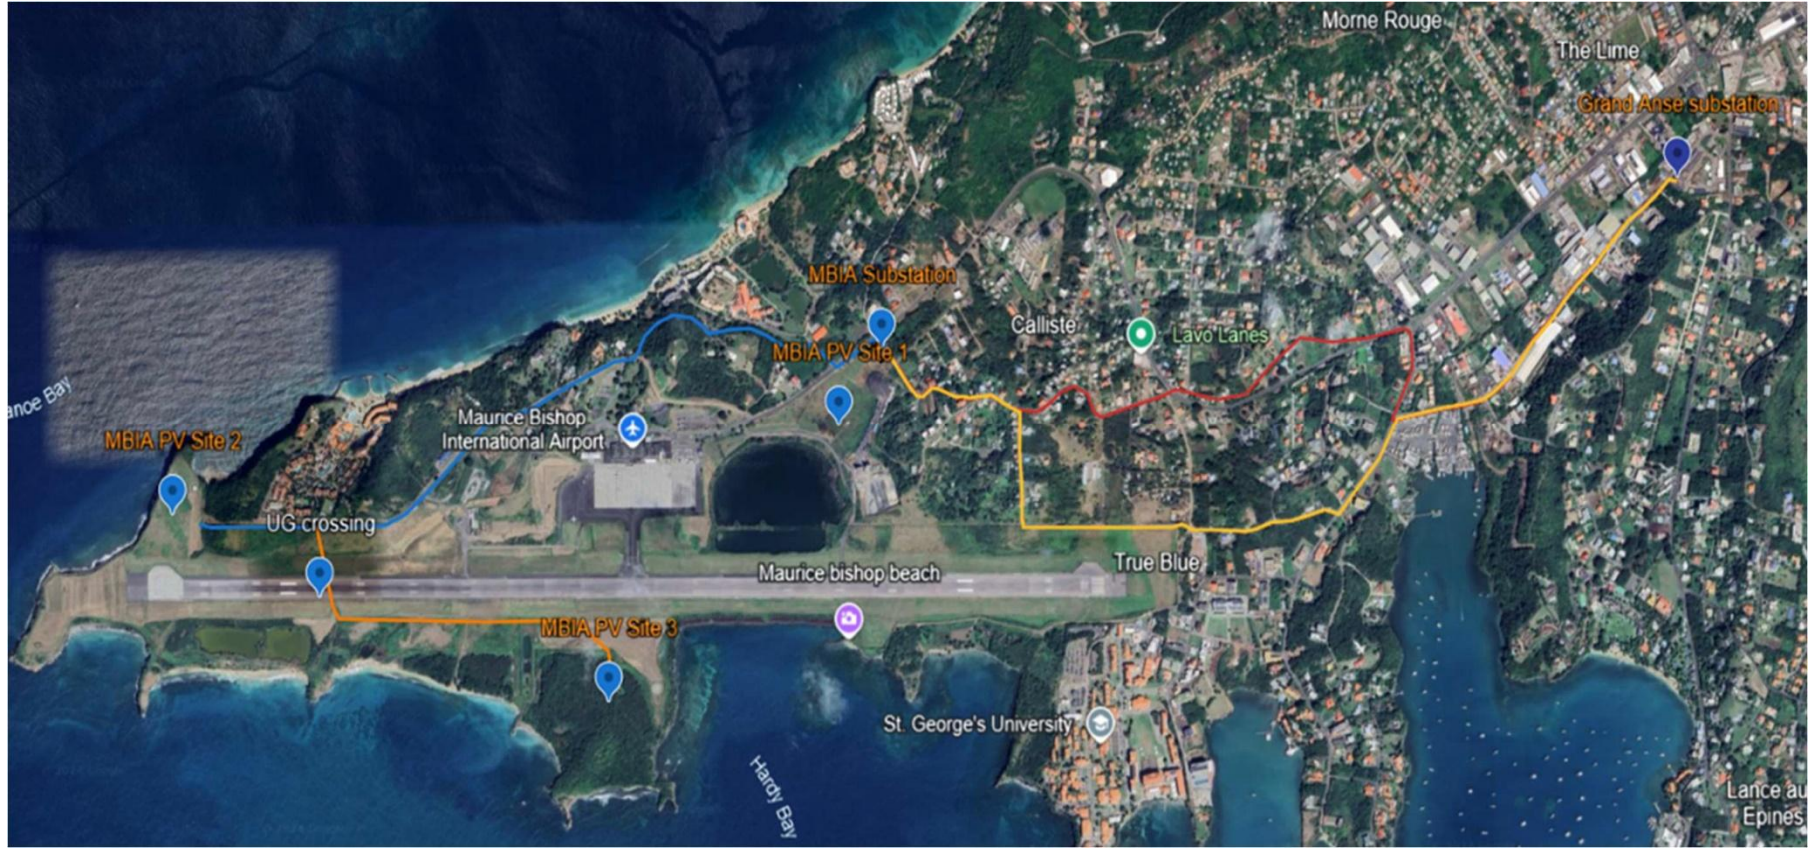 Morne Rouge
The Lime
Grand Anse substation
MBIA Substation
Calliste
Lavo Lanes
MBIA PV Site 1
anoe Bay
Maurice Bishop
International Airport
MBIA PV Site 2
UG crossing
True Blue
Maurice bishop beach
MBIA PV Site 3
St. George's University
Hardy Bay
Lance au
Epines